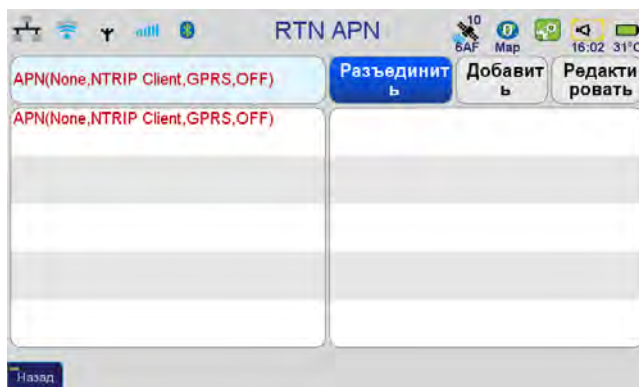 RTN APN
10
6AF
Map
16:02 31°C
APN(None,NTRIP Client,GPRS,OFF)
Разъединит
ь
Добавит
ь
Редакти
ровать
APN(None,NTRIP Client,GPRS,OFF)
Назад